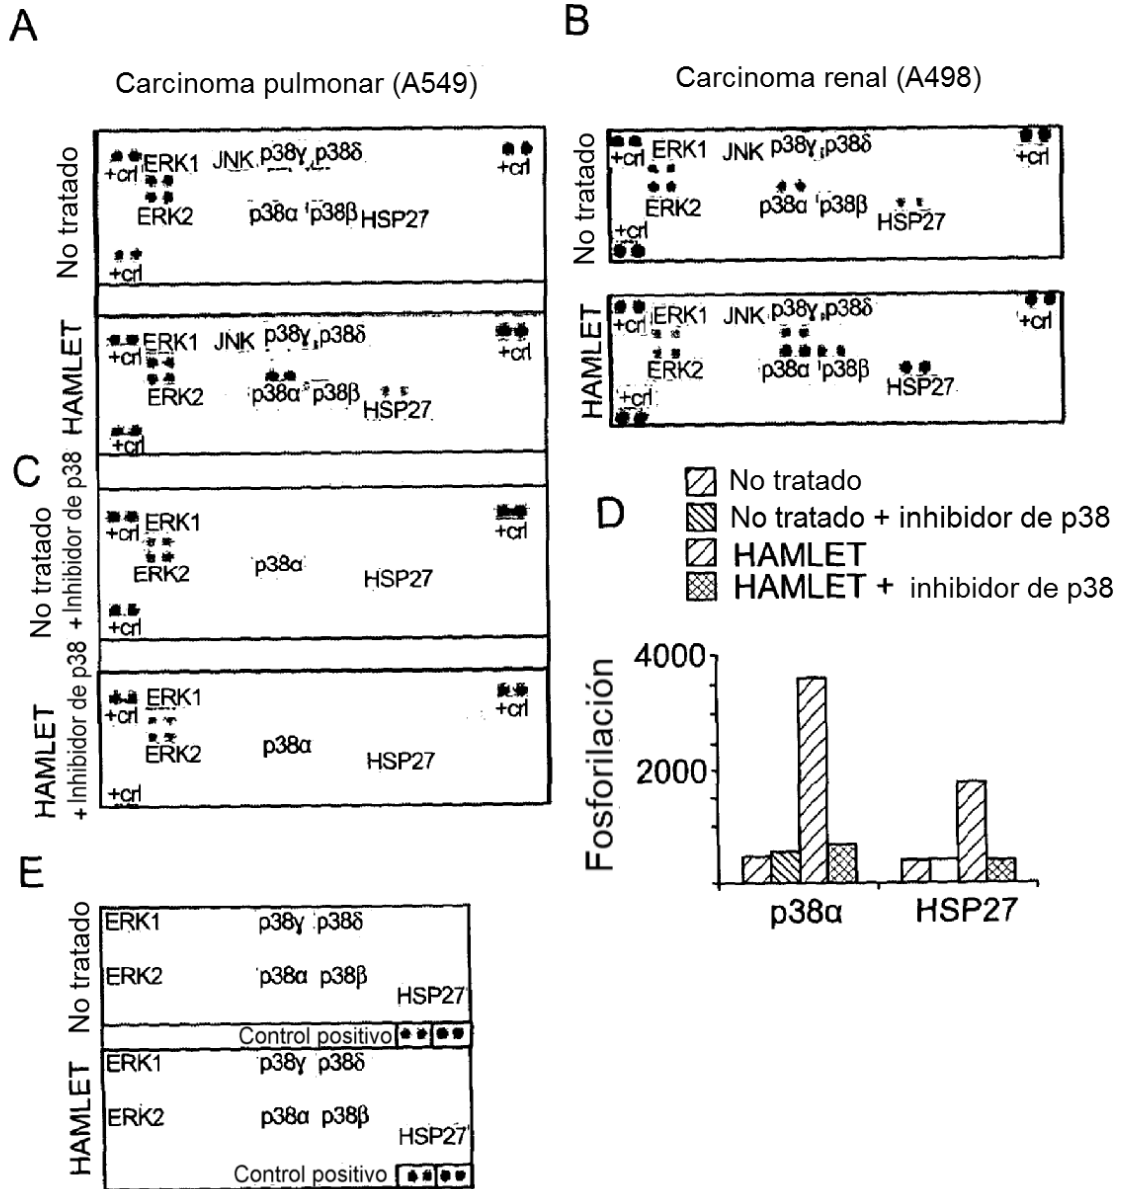 A
Carcinoma pulmonar (A549)
No tratado
+crl ERK1 JNK p38γ p38δ +crl
ERK2 p38α p38β HSP27
+crl
HAMLET
+crl ERK1 JNK p38γ p38δ +crl
ERK2 p38α p38β HSP27
+crl
B
Carcinoma renal (A498)
No tratado
+crl ERK1 JNK p38γ p38δ +crl
ERK2 p38α p38β HSP27
+crl
HAMLET
+crl ERK1 JNK p38γ p38δ +crl
ERK2 p38α p38β HSP27
+crl
C
No tratado
+ Inhibidor de p38
+crl ERK1 +crl
ERK2 p38α HSP27
+crl
HAMLET
+ Inhibidor de p38
+crl ERK1 +crl
ERK2 p38α HSP27
+crl
D
No tratado
No tratado + inhibidor de p38
HAMLET
HAMLET + inhibidor de p38
Fosforilación
4000
2000
p38α HSP27
E
No tratado
ERK1 p38γ p38δ
ERK2 p38α p38β
HSP27
Control positivo
HAMLET
ERK1 p38γ p38δ
ERK2 p38α p38β
HSP27
Control positivo